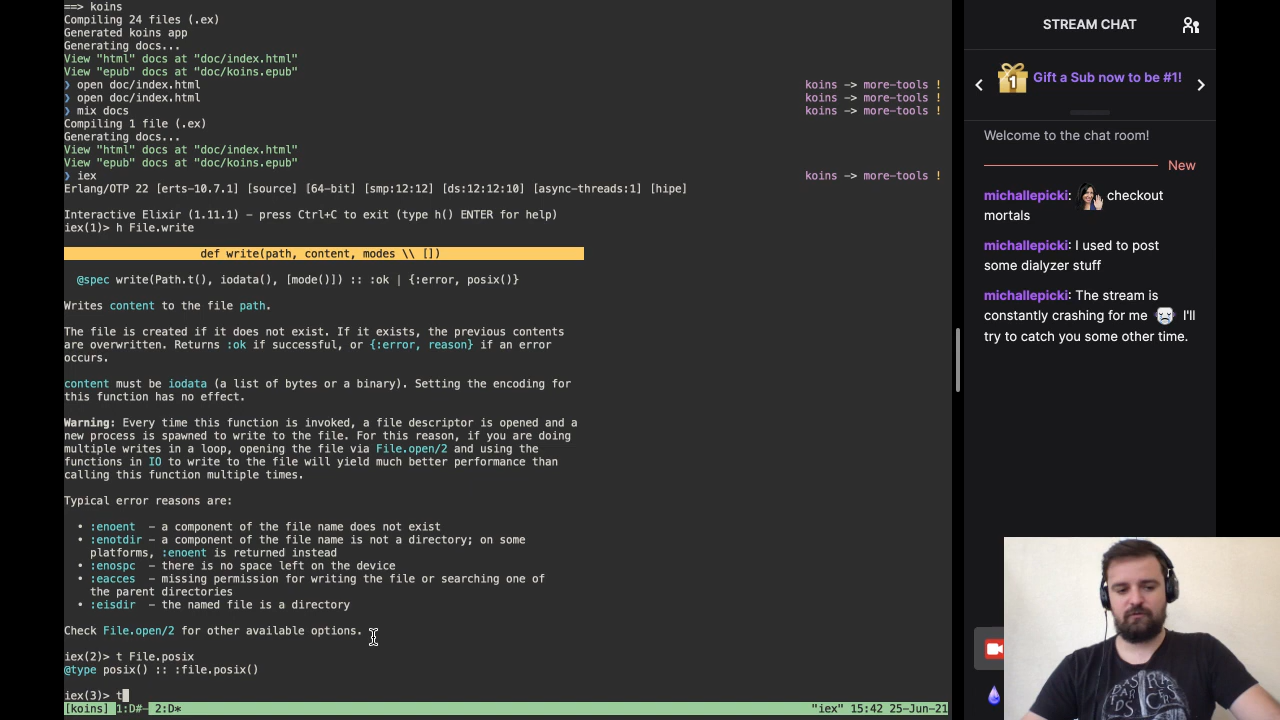 ==> koins
Compiling 24 files (.ex)
Generated koins app
Generating docs...
View "html" docs at "doc/index.html"
View "epub" docs at "doc/koins.epub"
❯ open doc/index.html koins -> more-tools !
❯ open doc/index.html koins -> more-tools !
❯ mix docs koins -> more-tools !
Compiling 1 file (.ex)
Generating docs...
View "html" docs at "doc/index.html"
View "epub" docs at "doc/koins.epub"
❯ iex koins -> more-tools !
Erlang/OTP 22 [erts-10.7.1] [source] [64-bit] [smp:12:12] [ds:12:12:10] [async-threads:1] [hipe]
Interactive Elixir (1.11.1) - press Ctrl+C to exit (type h() ENTER for help)
iex(1)> h File.write
def write(path, content, modes \\ [])
@spec write(Path.t(), iodata(), [mode()]) :: :ok | {:error, posix()}
Writes content to the file path.
The file is created if it does not exist. If it exists, the previous contents
are overwritten. Returns :ok if successful, or {:error, reason} if an error
occurs.
content must be iodata (a list of bytes or a binary). Setting the encoding for
this function has no effect.
Warning: Every time this function is invoked, a file descriptor is opened and a
new process is spawned to write to the file. For this reason, if you are doing
multiple writes in a loop, opening the file via File.open/2 and using the
functions in IO to write to the file will yield much better performance than
calling this function multiple times.
Typical error reasons are:
• :enoent - a component of the file name does not exist
• :enotdir - a component of the file name is not a directory; on some
platforms, :enoent is returned instead
• :enospc - there is no space left on the device
• :eacces - missing permission for writing the file or searching one of
the parent directories
• :eisdir - the named file is a directory
Check File.open/2 for other available options.
iex(2)> t File.posix
@type posix() :: :file.posix()
iex(3)> t
[koins] 1:D#- 2:D* "iex" 15:42 25-Jun-21
STREAM CHAT
1 Gift a Sub now to be #1!
Welcome to the chat room!
New
michallepicki: checkout
mortals
michallepicki: I used to post
some dialyzer stuff
michallepicki: The stream is
constantly crashing for me I'll
try to catch you some other time.